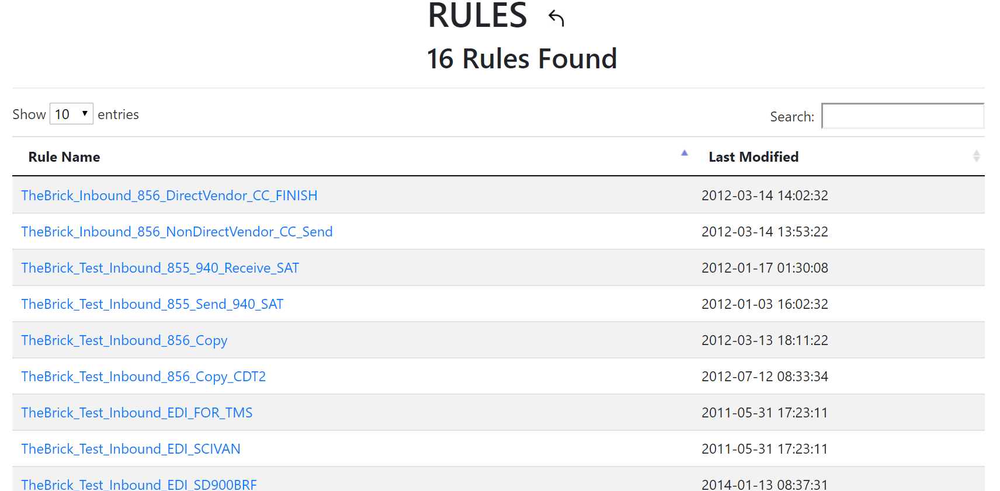 RULES
16 Rules Found
Show 10 entries
Search:
Rule Name Last Modified
TheBrick_Inbound_856_DirectVendor_CC_FINISH 2012-03-14 14:02:32
TheBrick_Inbound_856_NonDirectVendor_CC_Send 2012-03-14 13:53:22
TheBrick_Test_Inbound_855_940_Receive_SAT 2012-01-17 01:30:08
TheBrick_Test_Inbound_855_Send_940_SAT 2012-01-03 16:02:32
TheBrick_Test_Inbound_856_Copy 2012-03-13 18:11:22
TheBrick_Test_Inbound_856_Copy_CDT2 2012-07-12 08:33:34
TheBrick_Test_Inbound_EDI_FOR_TMS 2011-05-31 17:23:11
TheBrick_Test_Inbound_EDI_SCIVAN 2011-05-31 17:23:11
TheBrick_Test_Inbound_EDI_SD900BRF 2014-01-13 08:37:31